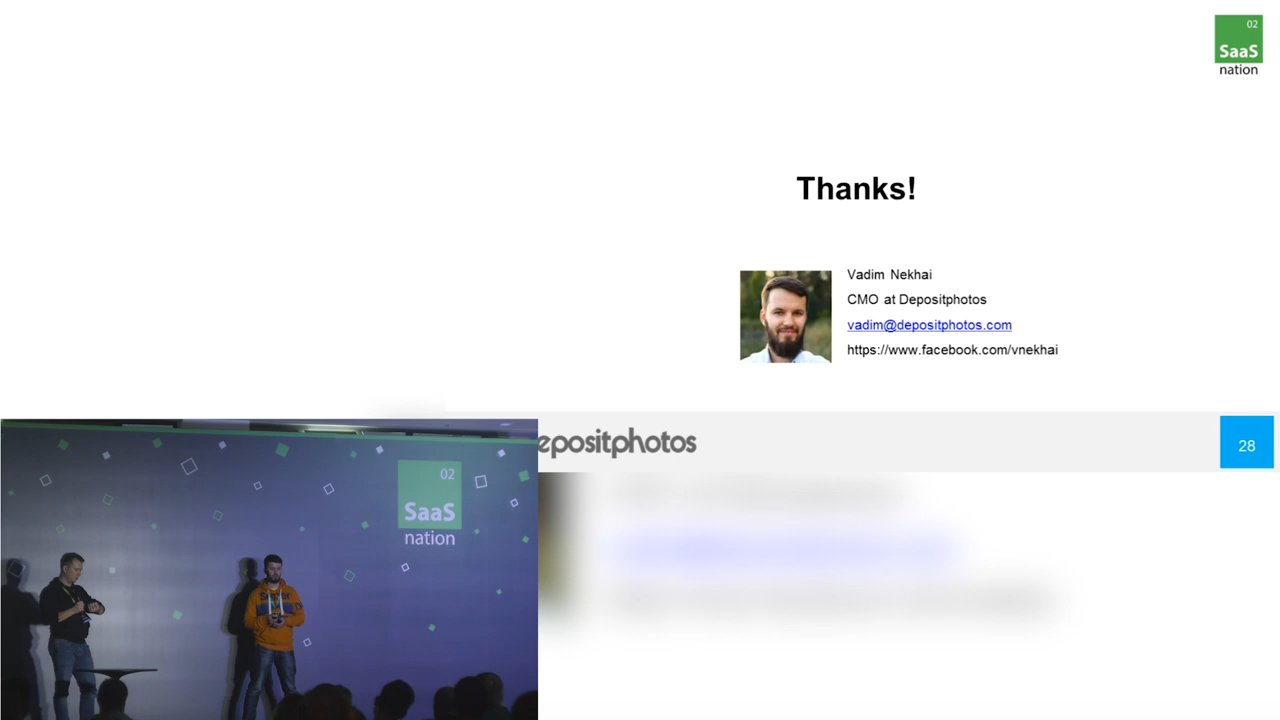 02
SaaS
nation
Thanks!
Vadim Nekhai
CMO at Depositphotos
vadim@depositphotos.com
https://www.facebook.com/vnekhai
epositphotos
28
02
SaaS
nation